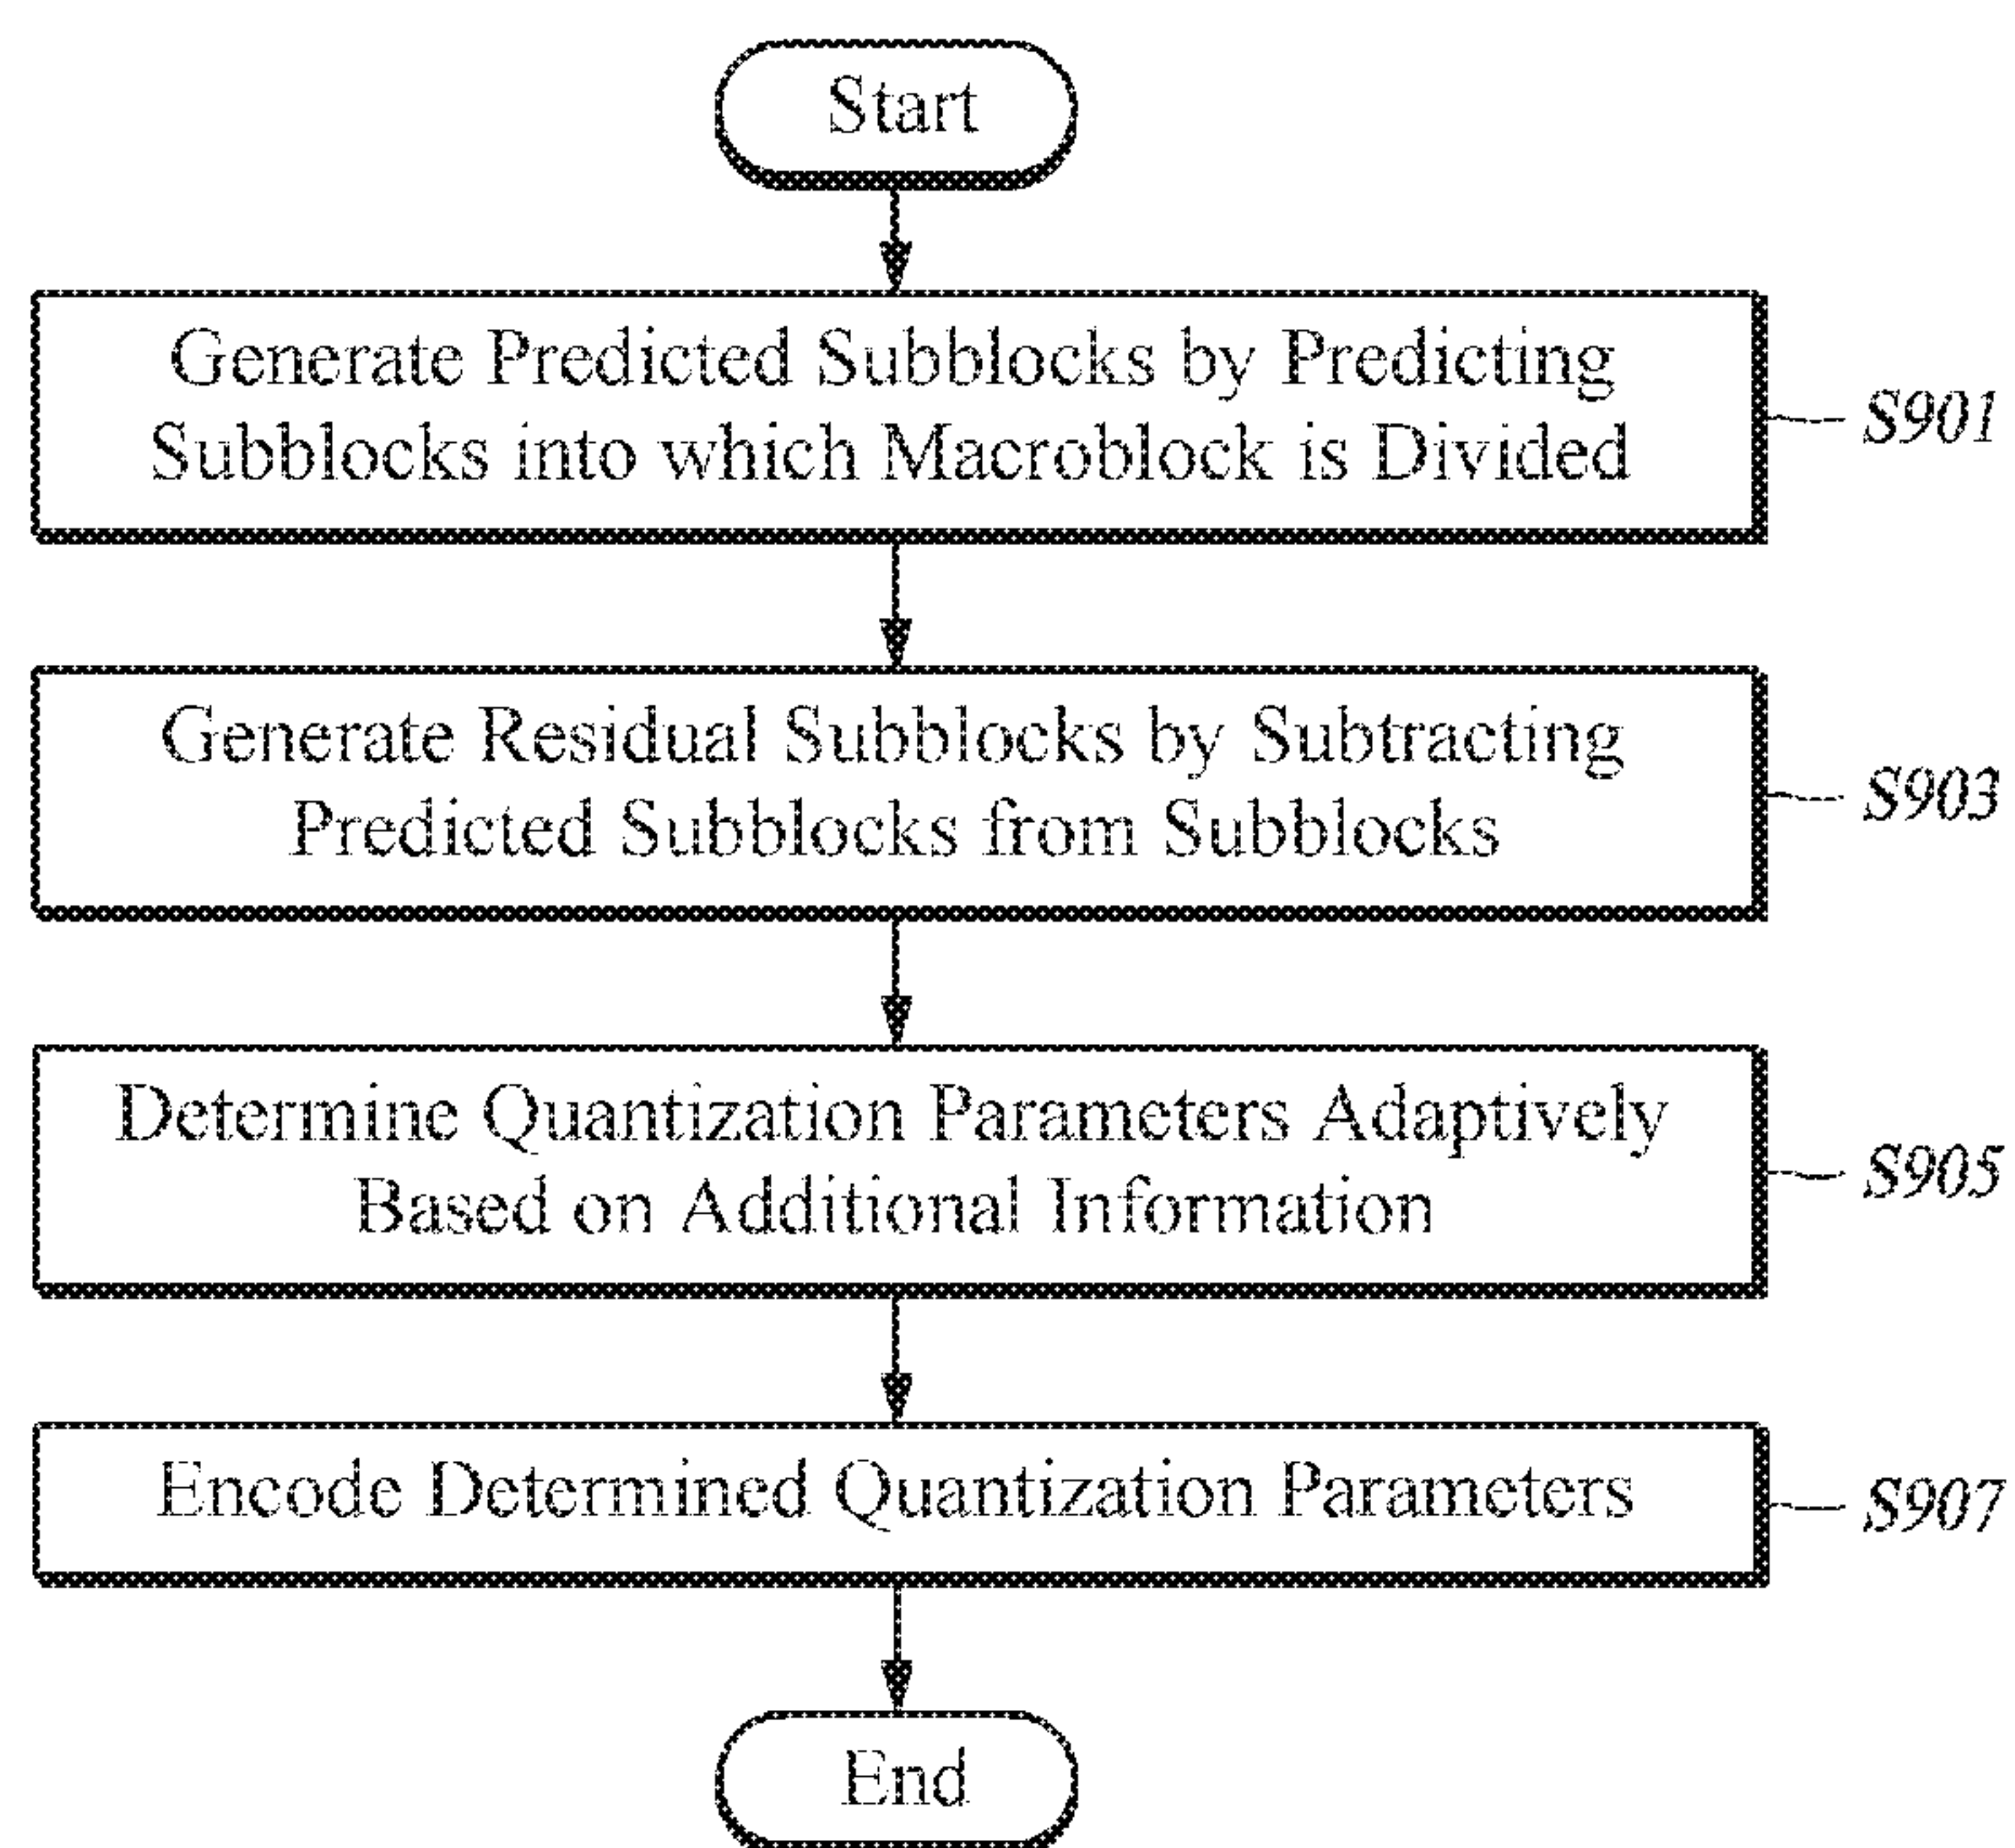 Start
Generate Predicted Subblocks by Predicting
Subblocks into which Macroblock is Divided
S901
Generate Residual Subblocks by Subtracting
Predicted Subblocks from Subblocks
S903
Determine Quantization Parameters Adaptively
Based on Additional Information
S905
Encode Determined Quantization Parameters
S907
End